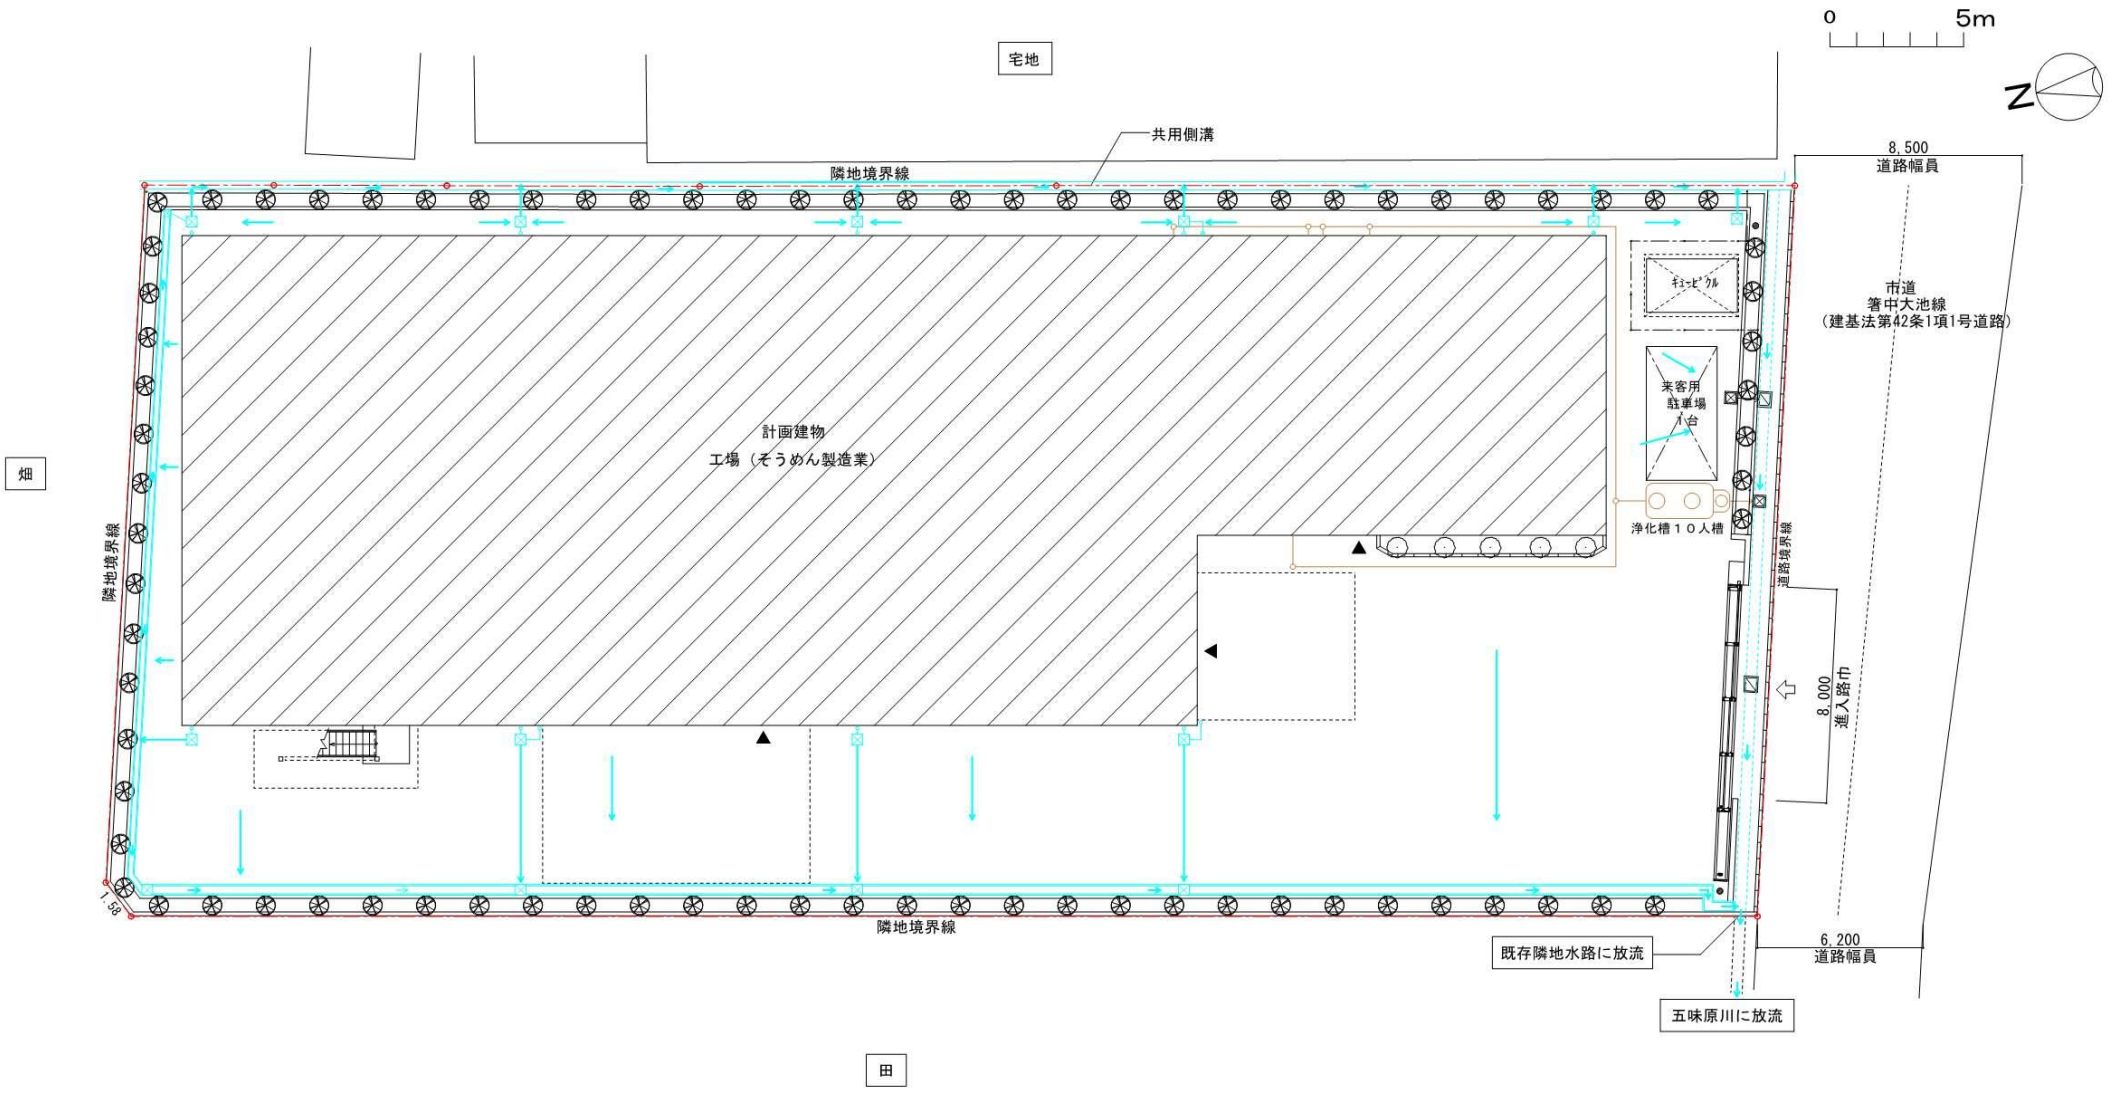 0 5m
宅地
N
共用側溝
8,500
道路幅員
隣地境界線
キュービクル
市道
箸中大池線
(建基法第42条1項1号道路)
来客用
駐車場
1台
計画建物
工場(そうめん製造業)
畑
浄化槽10人槽
隣地境界線
道路境界線
8,000
進入路巾
1.58
隣地境界線
既存隣地水路に放流
6,200
道路幅員
五味原川に放流
田